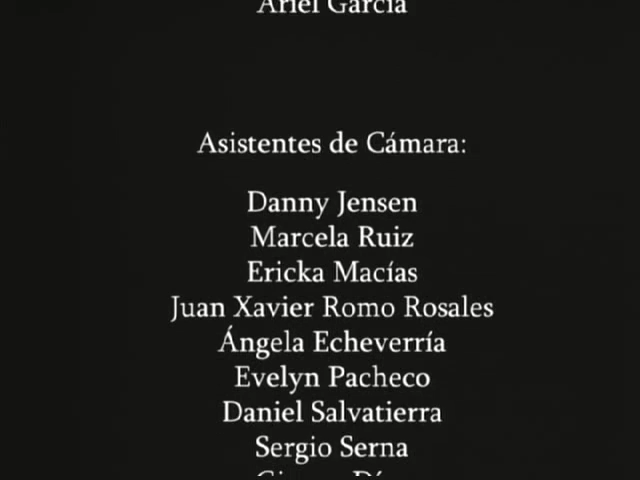 Ariel García
Asistentes de Cámara:
Danny Jensen
Marcela Ruiz
Ericka Macías
Juan Xavier Romo Rosales
Ángela Echeverría
Evelyn Pacheco
Daniel Salvatierra
Sergio Serna